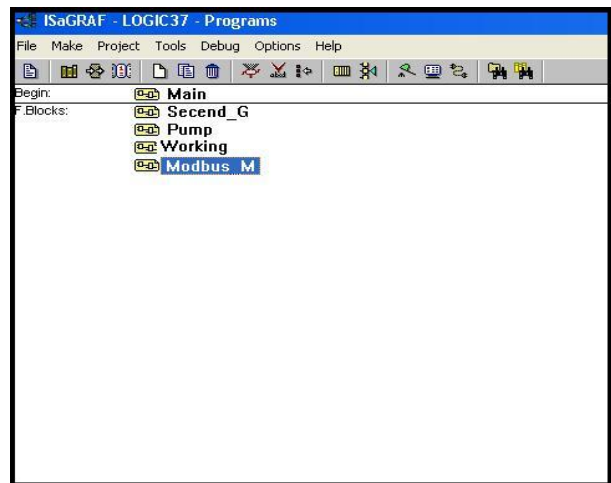 ISaGRAF - LOGIC37 - Programs
File Make Project Tools Debug Options Help
Begin: Main
F.Blocks: Secend_G
Pump
Working
Modbus_M